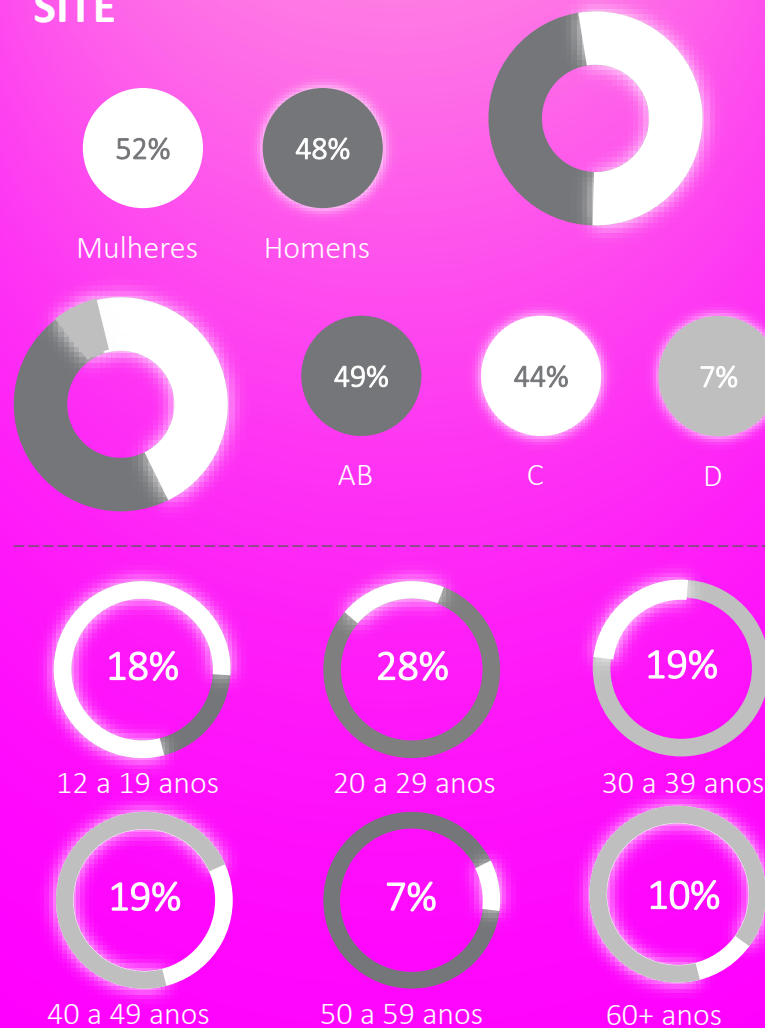 SITE
52% 48%
Mulheres Homens
49% 44% 7%
AB C D
18% 28% 19%
12 a 19 anos 20 a 29 anos 30 a 39 anos
19% 7% 10%
40 a 49 anos 50 a 59 anos 60+ anos